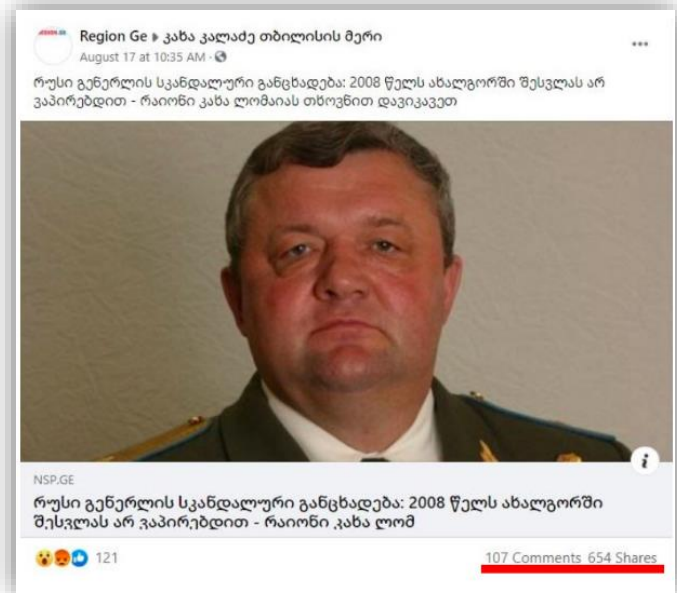 Region Ge ▸ კახა კალაძე თბილისის მერი
August 17 at 10:35 AM ·
რუსი გენერლის სკანდალური განცხადება: 2008 წელს ახალგორში შესვლას არ
ვაპირებდით - რაიონი კახა ლომაიას თხოვნით დავიკავეთ
NSP.GE
რუსი გენერლის სკანდალური განცხადება: 2008 წელს ახალგორში
შესვლას არ ვაპირებდით - რაიონი კახა ლომ
121
107 Comments 654 Shares